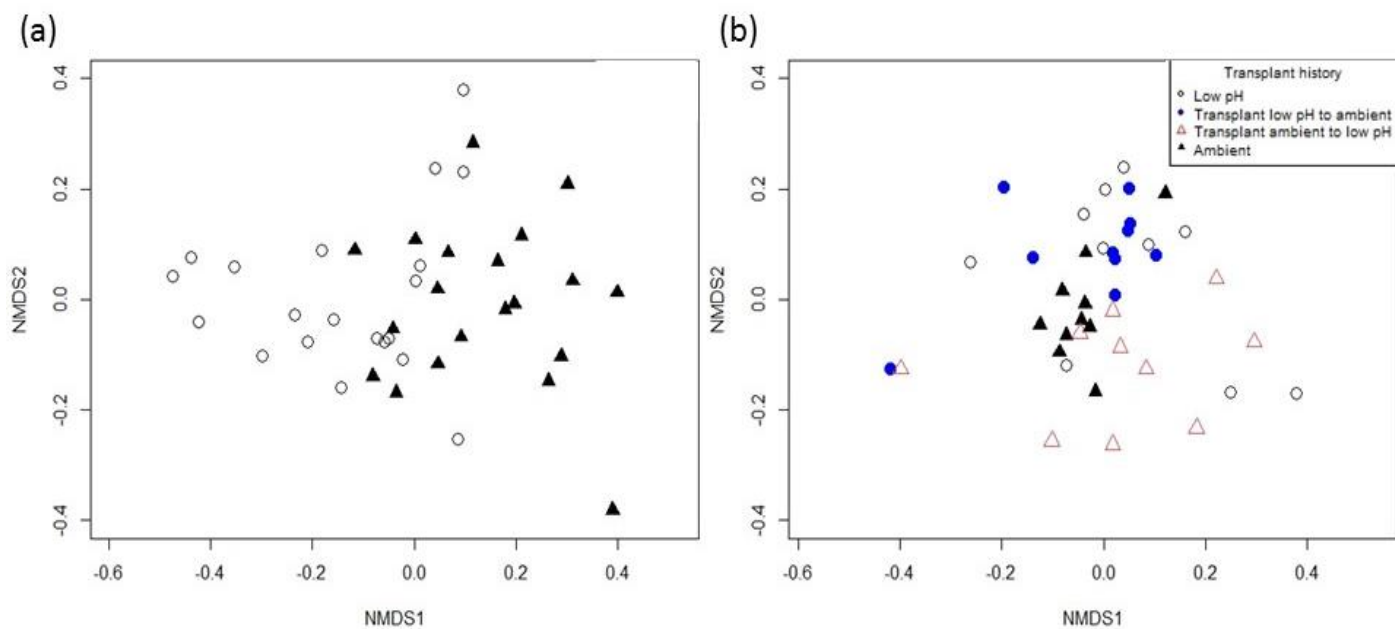 (a)
0.4
0.2
0.0
-0.2
-0.4
NMDS2
-0.6
-0.4
-0.2
0.0
0.2
0.4
NMDS1
(b)
Transplant history
Low pH
Transplant low pH to ambient
Transplant ambient to low pH
Ambient
0.4
0.2
0.0
-0.2
-0.4
NMDS2
-0.6
-0.4
-0.2
0.0
0.2
0.4
NMDS1